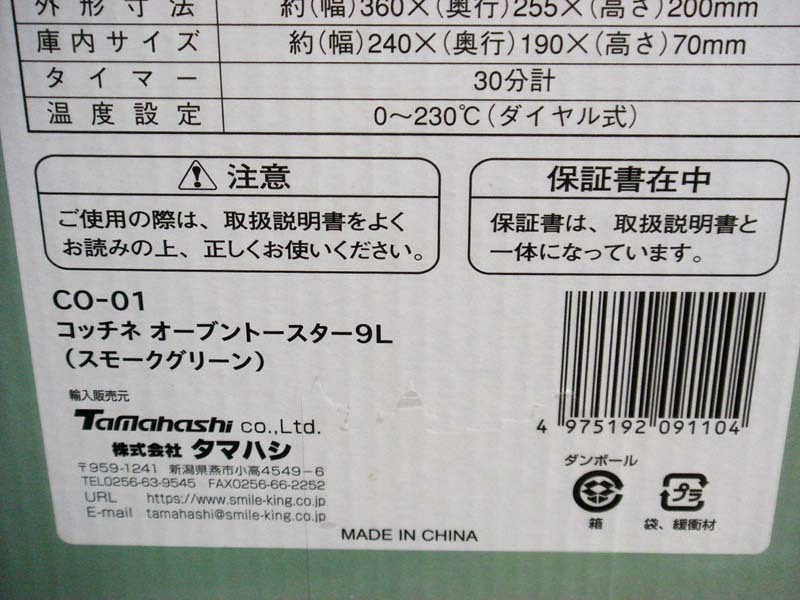 外形寸法 約(幅)360×(奥行)255×(高さ)200mm
庫内サイズ 約(幅)240×(奥行)190×(高さ)70mm
タイマー 30分計
温度設定 0〜230℃(ダイヤル式)
注意
ご使用の際は、取扱説明書をよく
お読みの上、正しくお使いください。
保証書在中
保証書は、取扱説明書と
一体になっています。
CO-01
コッチネ オーブントースター9L
(スモークグリーン)
輸入販売元
Tamahashi co.,Ltd.
株式会社 タマハシ
〒959-1241 新潟県燕市小高4549-6
TEL0256-63-9545 FAX0256-66-2252
URL https://www.smile-king.co.jp
E-mail tamahashi@smile-king.co.jp
4 975192 091104
ダンボール
箱
プラ
袋、緩衝材
MADE IN CHINA